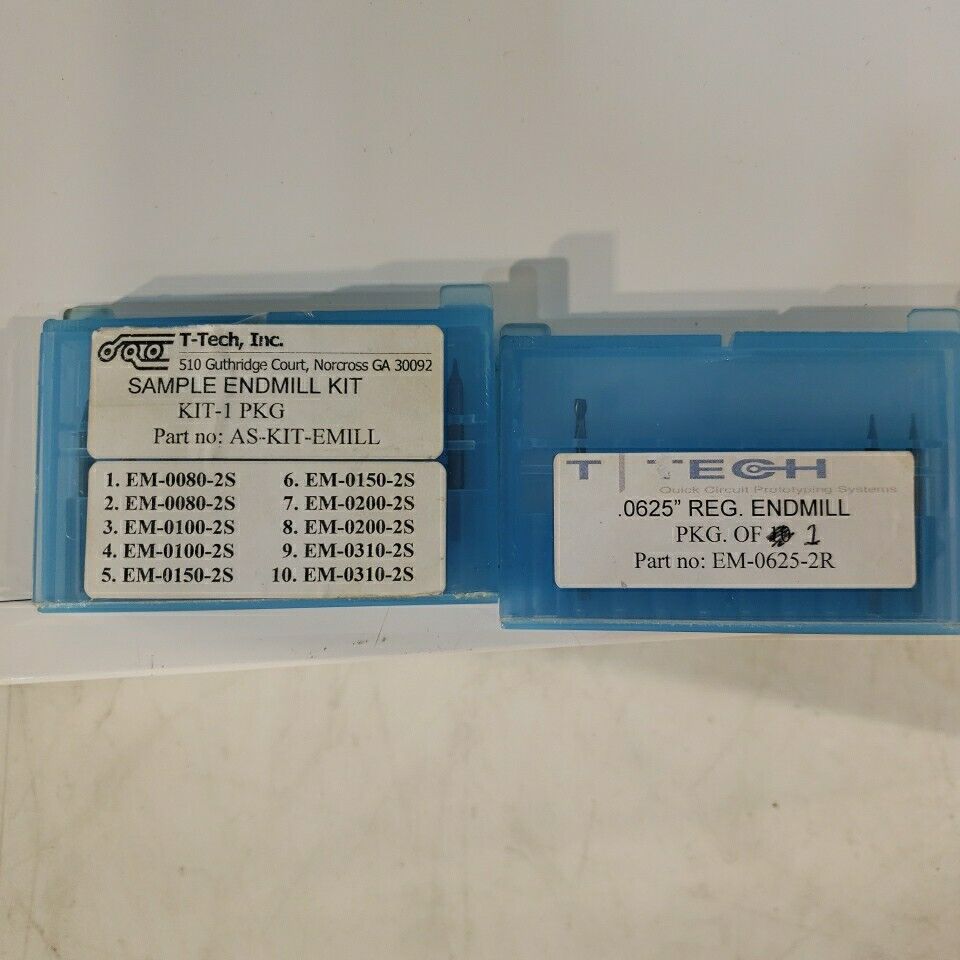 T-Tech, Inc.
510 Guthridge Court, Norcross GA 30092
SAMPLE ENDMILL KIT
KIT-1 PKG
Part no: AS-KIT-EMILL
1. EM-0080-2S 6. EM-0150-2S
2. EM-0080-2S 7. EM-0200-2S
3. EM-0100-2S 8. EM-0200-2S
4. EM-0100-2S 9. EM-0310-2S
5. EM-0150-2S 10. EM-0310-2S
T TECH
Quick Circuit Prototyping Systems
.0625" REG. ENDMILL
PKG. OF 1
Part no: EM-0625-2R